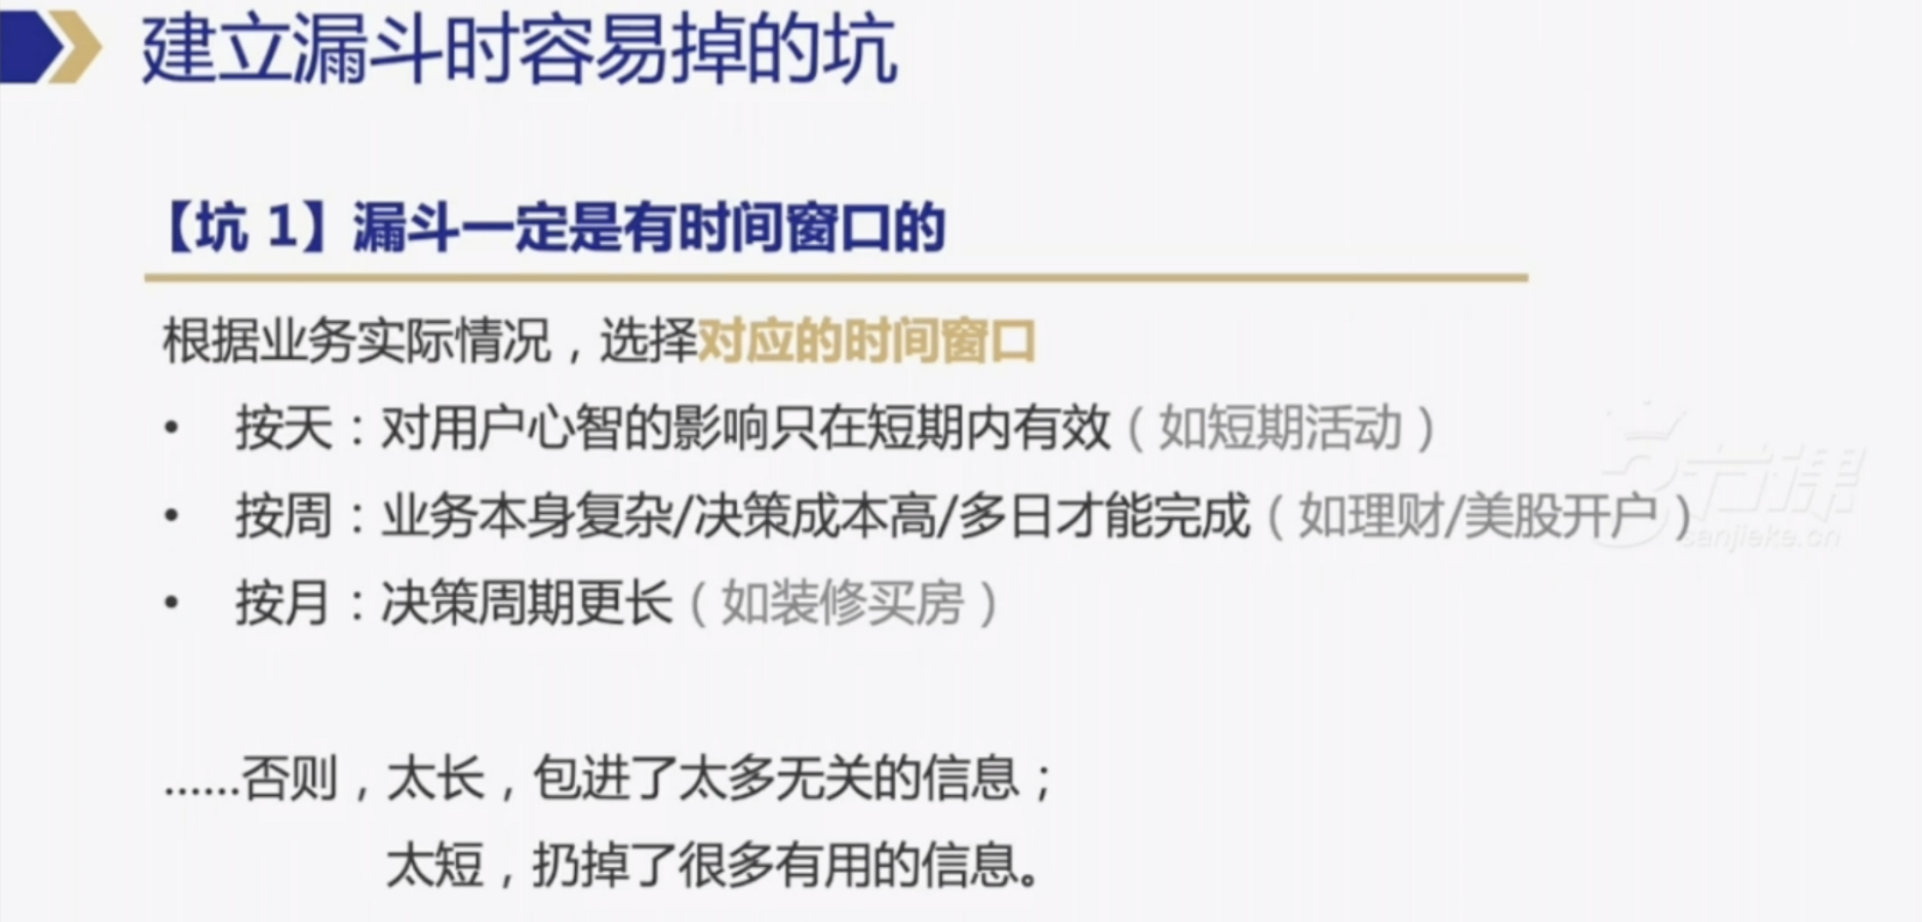 建立漏斗时容易掉的坑
【坑 1】漏斗一定是有时间窗口的
根据业务实际情况，选择对应的时间窗口
• 按天：对用户心智的影响只在短期内有效（如短期活动）
• 按周：业务本身复杂/决策成本高/多日才能完成（如理财/美股开户）
• 按月：决策周期更长（如装修买房）
三节课
sanjieke.cn
……否则，太长，包进了太多无关的信息；
太短，扔掉了很多有用的信息。